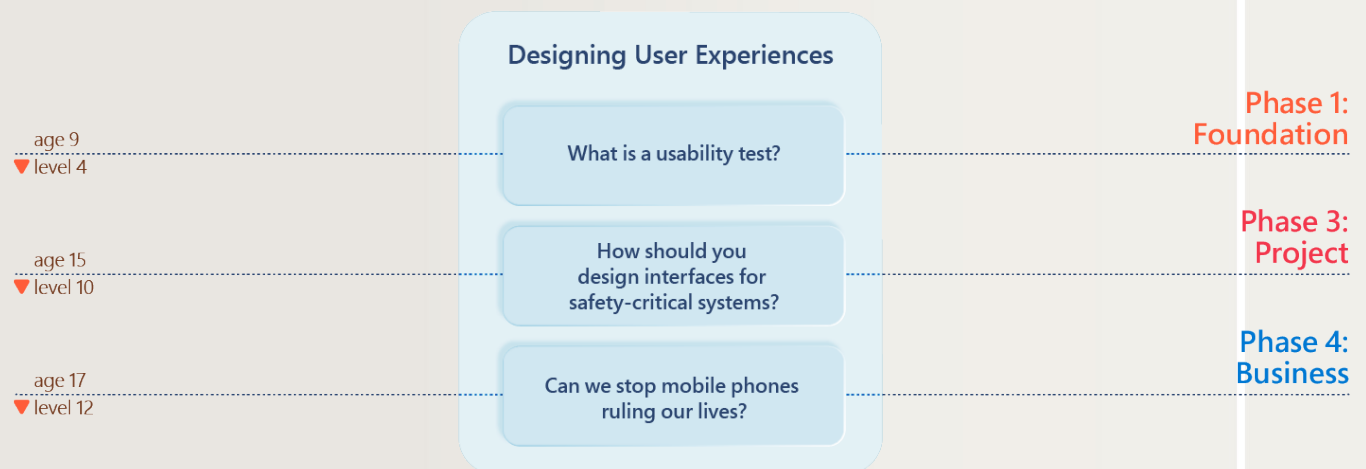 Designing User Experiences
age 9
level 4
What is a usability test?
Phase 1:
Foundation
age 15
level 10
How should you
design interfaces for
safety-critical systems?
Phase 3:
Project
age 17
level 12
Can we stop mobile phones
ruling our lives?
Phase 4:
Business